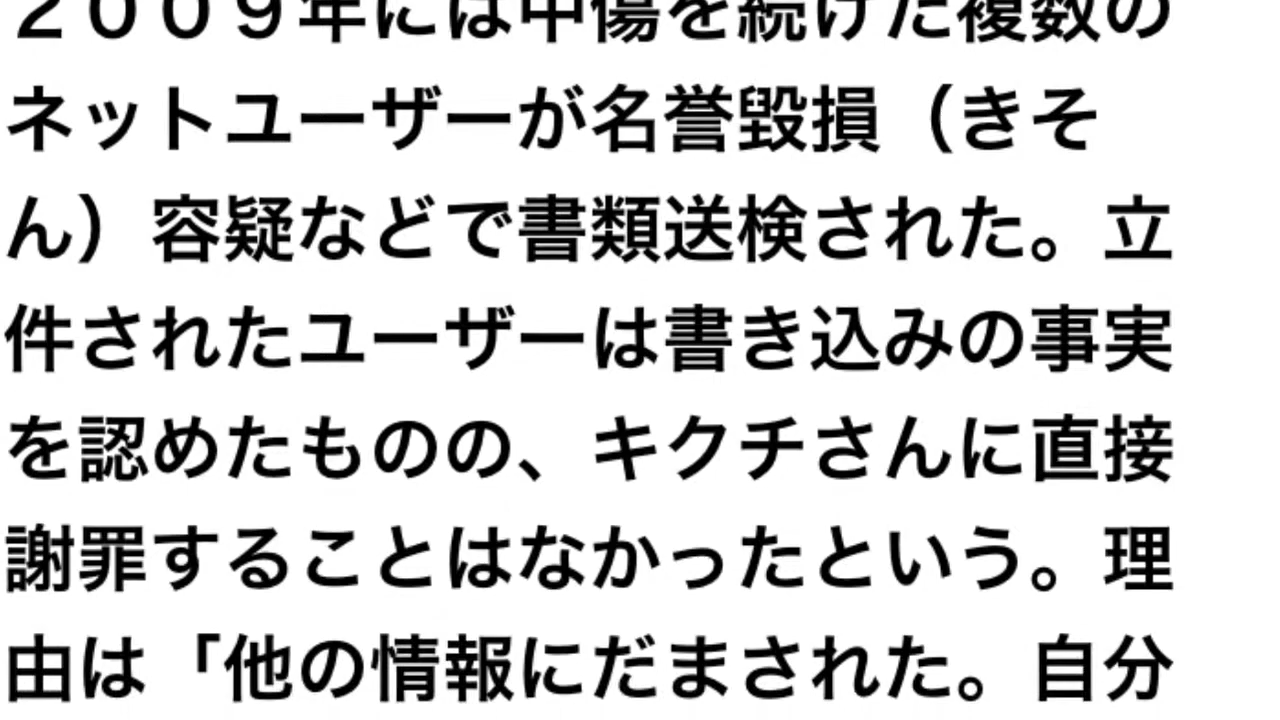 ２００９年には中傷を続けた複数の
ネットユーザーが名誉毀損（きそ
ん）容疑などで書類送検された。立
件されたユーザーは書き込みの事実
を認めたものの、キクチさんに直接
謝罪することはなかったという。理
由は「他の情報にだまされた。自分